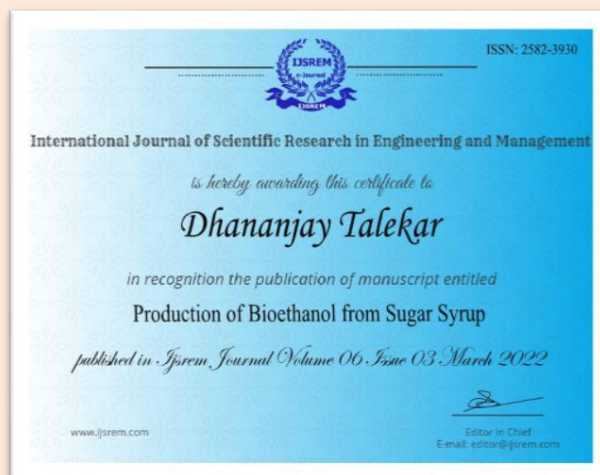 ISSN: 2582-3930
IJSREM
e-Journal
IJSREM
International Journal of Scientific Research in Engineering and Management
is hereby awarding this certificate to
Dhananjay Talekar
in recognition the publication of manuscript entitled
Production of Bioethanol from Sugar Syrup
published in Ijsrem Journal Volume 06 Issue 03 March 2022
www.ijsrem.com
Editor in Chief
E-mail: editor@ijsrem.com